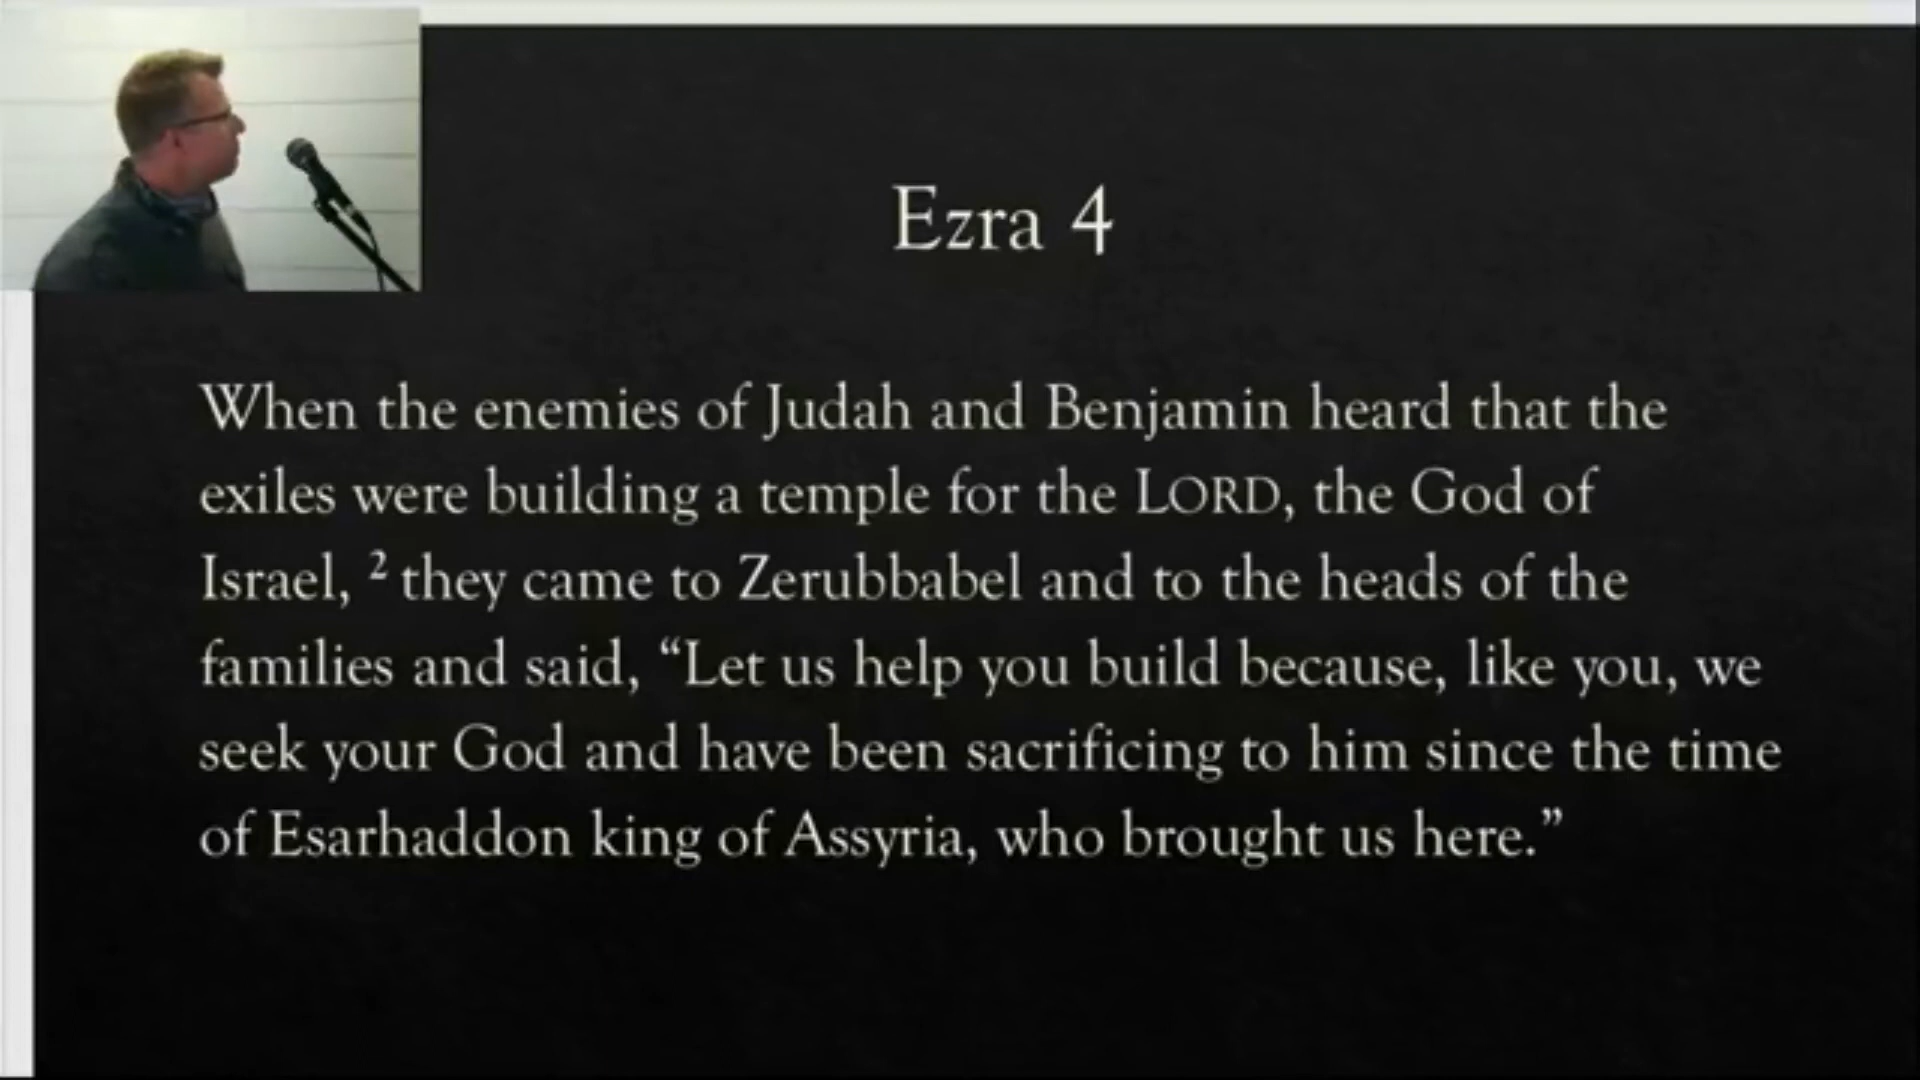 Ezra 4
When the enemies of Judah and Benjamin heard that the
exiles were building a temple for the LORD, the God of
Israel, ² they came to Zerubbabel and to the heads of the
families and said, “Let us help you build because, like you, we
seek your God and have been sacrificing to him since the time
of Esarhaddon king of Assyria, who brought us here.”